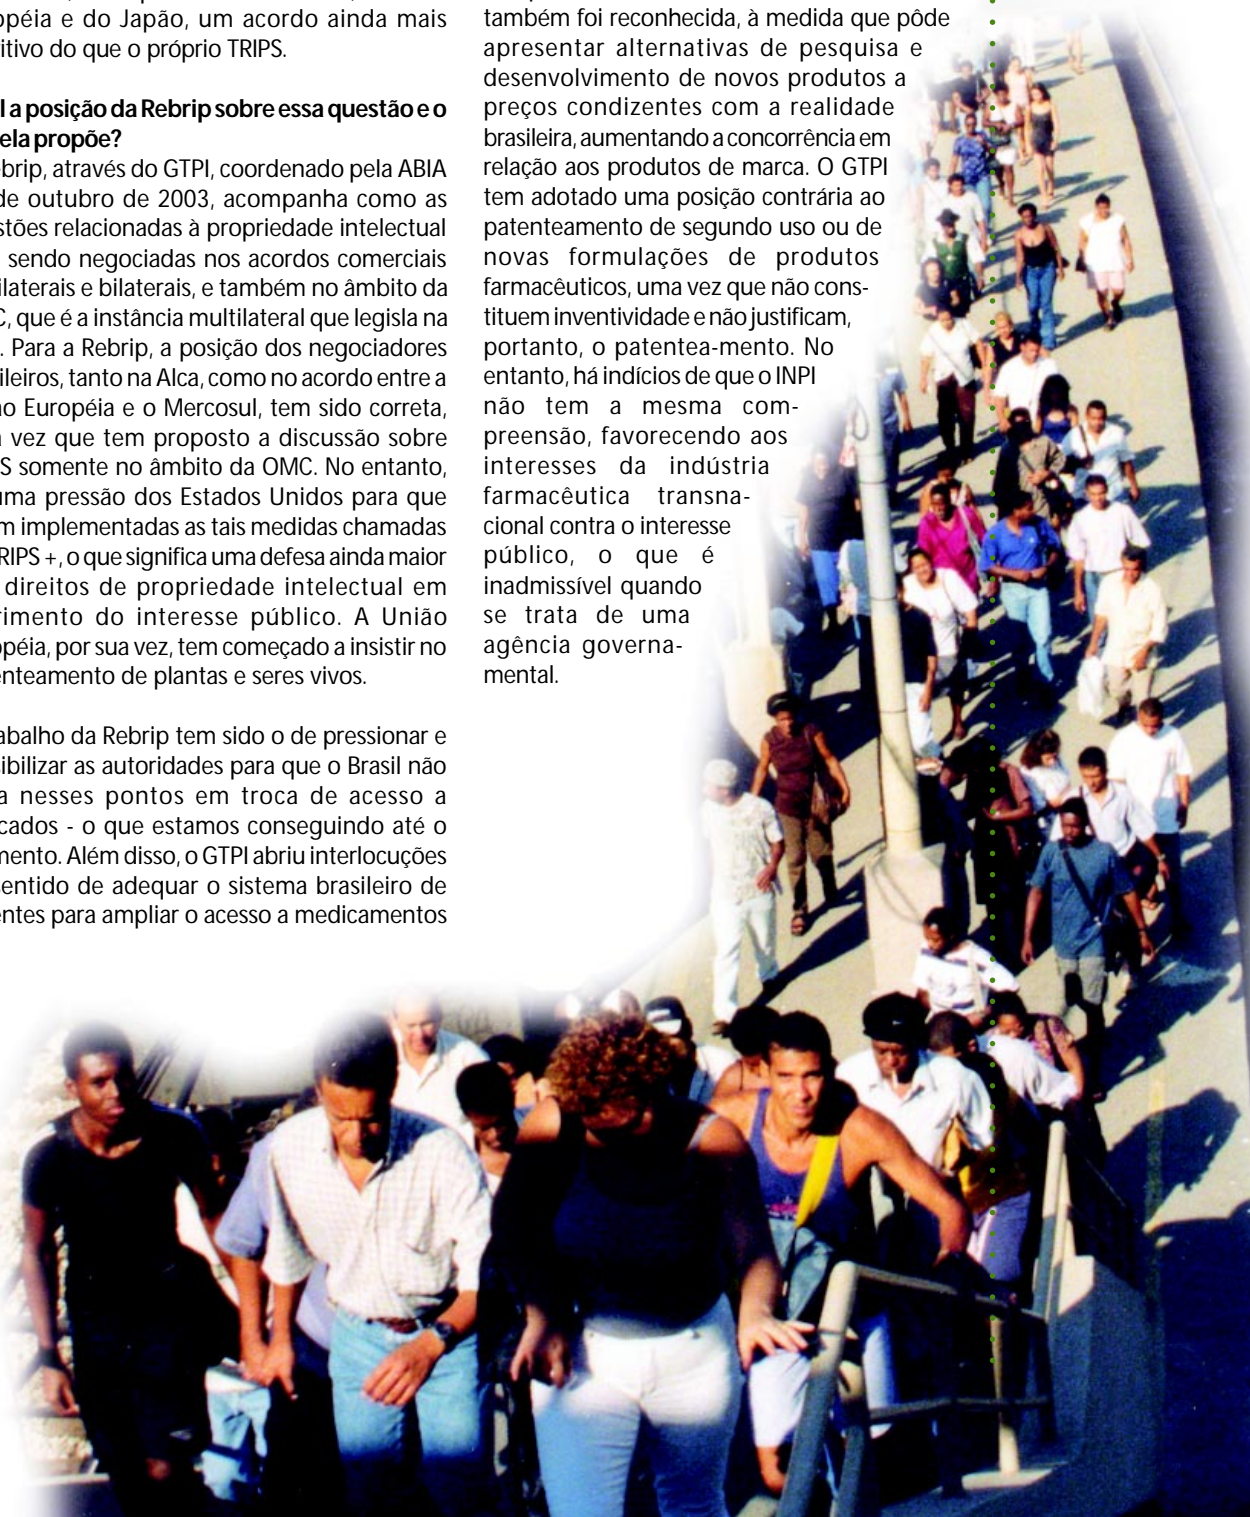 opéia e do Japão, um acordo ainda mais
itivo do que o próprio TRIPS.
l a posição da Rebrip sobre essa questão e o
ela propõe?
ebrip, através do GTPI, coordenado pela ABIA
de outubro de 2003, acompanha como as
stões relacionadas à propriedade intelectual
sendo negociadas nos acordos comerciais
ilaterais e bilaterais, e também no âmbito da
C, que é a instância multilateral que legisla na
. Para a Rebrip, a posição dos negociadores
ileiros, tanto na Alca, como no acordo entre a
o Européia e o Mercosul, tem sido correta,
vez que tem proposto a discussão sobre
S somente no âmbito da OMC. No entanto,
uma pressão dos Estados Unidos para que
m implementadas as tais medidas chamadas
RIPS +, o que significa uma defesa ainda maior
direitos de propriedade intelectual em
rimento do interesse público. A União
opéia, por sua vez, tem começado a insistir no
enteamento de plantas e seres vivos.
abalho da Rebrip tem sido o de pressionar e
sibilizar as autoridades para que o Brasil não
a nesses pontos em troca de acesso a
cados - o que estamos conseguindo até o
mento. Além disso, o GTPI abriu interlocuções
sentido de adequar o sistema brasileiro de
entes para ampliar o acesso a medicamentos
também foi reconhecida, à medida que pôde
apresentar alternativas de pesquisa e
desenvolvimento de novos produtos a
preços condizentes com a realidade
brasileira, aumentando a concorrência em
relação aos produtos de marca. O GTPI
tem adotado uma posição contrária ao
patenteamento de segundo uso ou de
novas formulações de produtos
farmacêuticos, uma vez que não cons-
tituem inventividade e não justificam,
portanto, o patentea-mento. No
entanto, há indícios de que o INPI
não tem a mesma com-
preensão, favorecendo aos
interesses da indústria
farmacêutica transna-
cional contra o interesse
público, o que é
inadmissível quando
se trata de uma
agência governa-
mental.